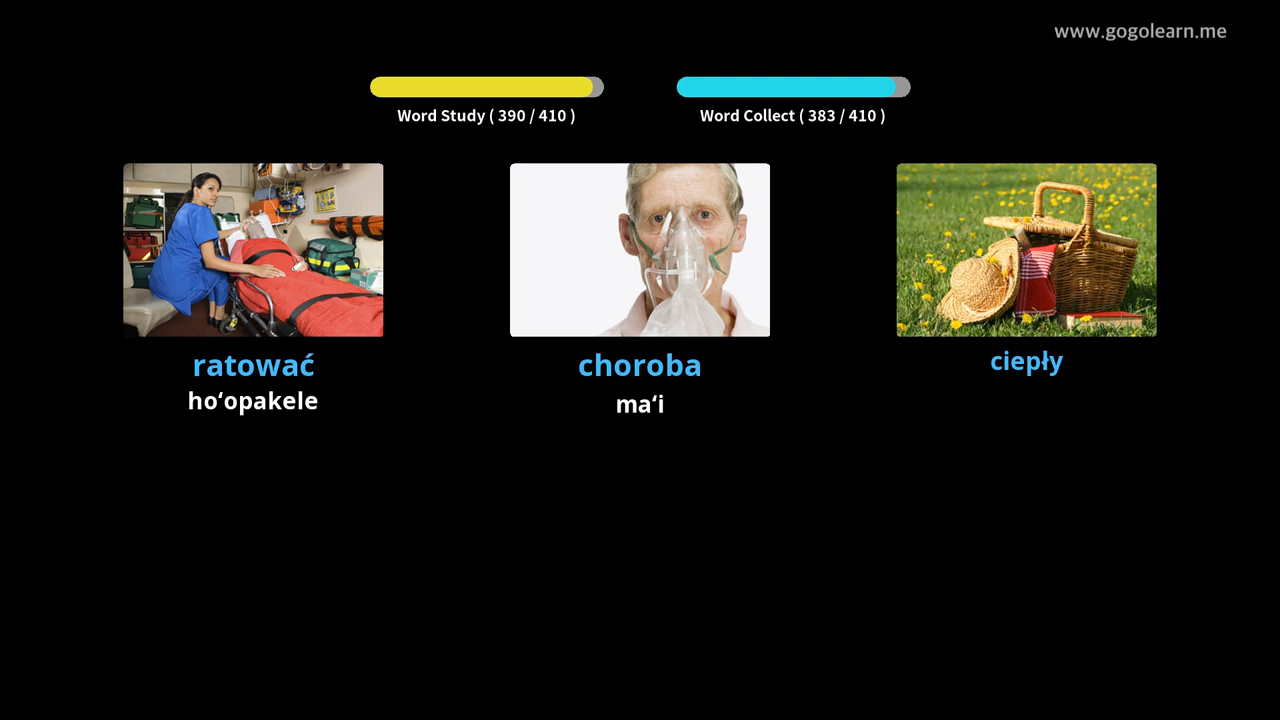 www.gogolearn.me
Word Study ( 390 / 410 )
Word Collect ( 383 / 410 )
ratować
hoʻopakele
choroba
maʻi
ciepły